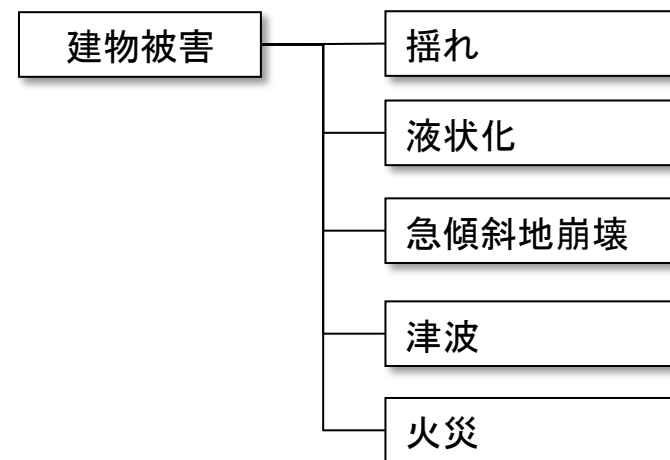 建物被害
揺れ
液状化
急傾斜地崩壊
津波
火災